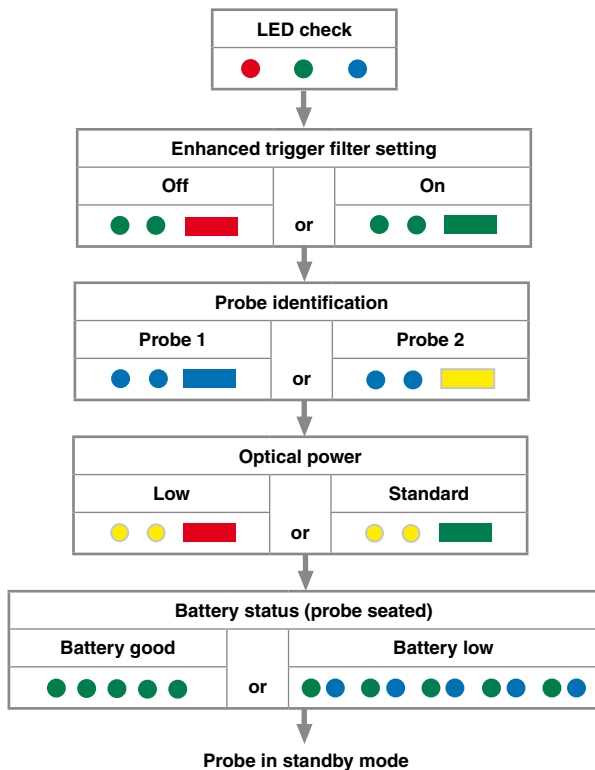 LED check
Enhanced trigger filter setting
Off
On
or
Probe identification
Probe 1
Probe 2
or
Optical power
Low
Standard
or
Battery status (probe seated)
Battery good
Battery low
or
Probe in standby mode